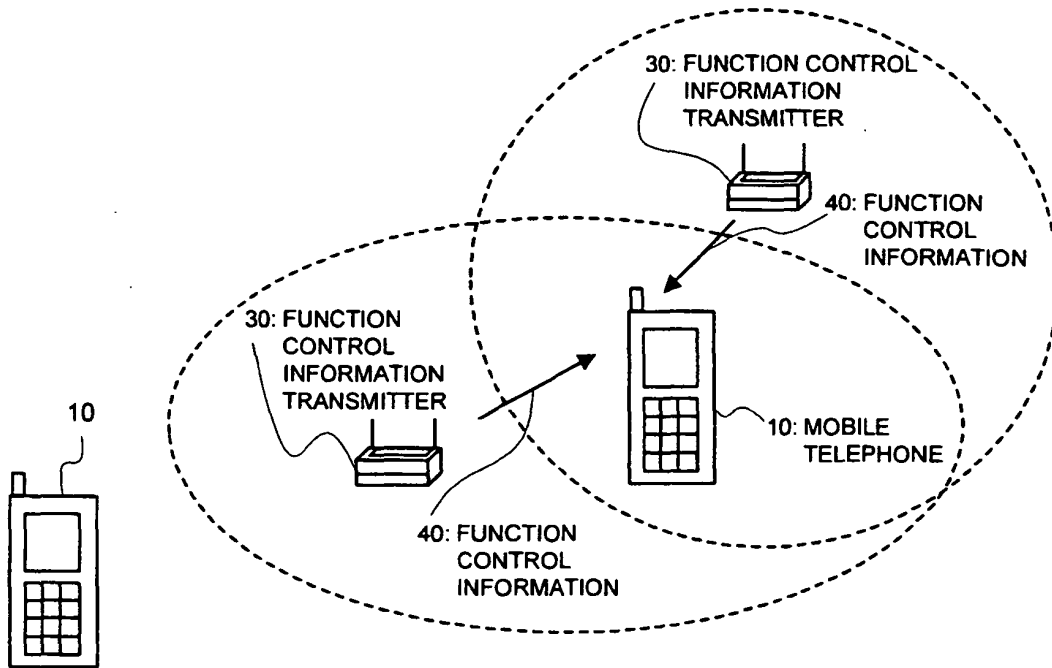 30: FUNCTION CONTROL
INFORMATION
TRANSMITTER
40: FUNCTION
CONTROL
INFORMATION
30: FUNCTION
CONTROL
INFORMATION
TRANSMITTER
10
10: MOBILE
TELEPHONE
40: FUNCTION
CONTROL
INFORMATION